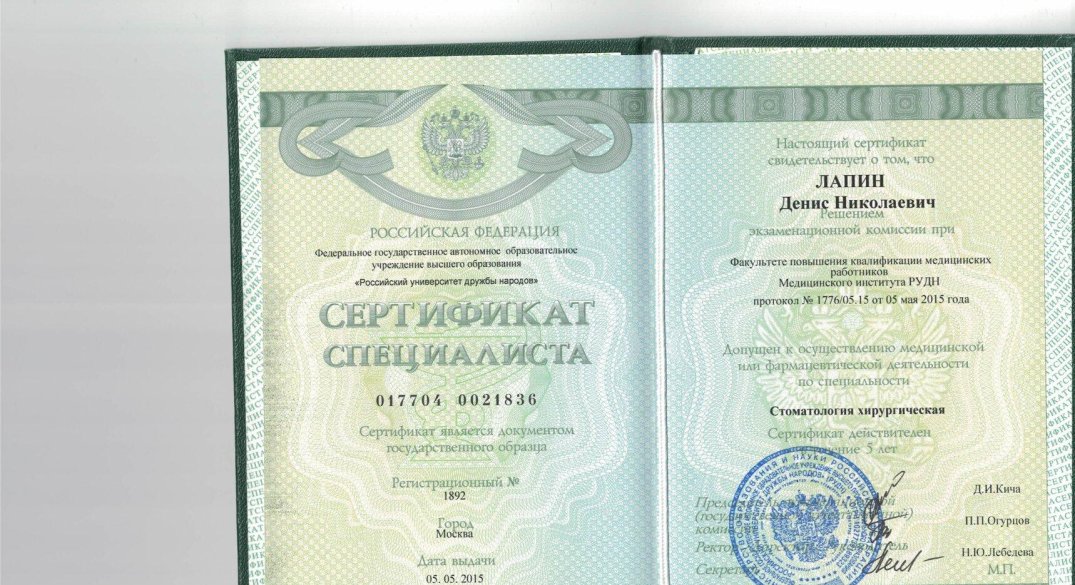 РОССИЙСКАЯ ФЕДЕРАЦИЯ
Федеральное государственное автономное образовательное
учреждение высшего образования
«Российский университет дружбы народов»
СЕРТИФИКАТ
СПЕЦИАЛИСТА
017704 0021836
Сертификат является документом
государственного образца
Регистрационный №
1892
Город
Москва
Дата выдачи
05. 05. 2015
Настоящий сертификат
свидетельствует о том, что
ЛАПИН
Денис Николаевич
Решением
экзаменационной комиссии при
Факультете повышения квалификации медицинских
работников
Медицинского института РУДН
протокол № 1776/05.15 от 05 мая 2015 года
Допущен к осуществлению медицинской
или фармацевтической деятельности
по специальности
Стоматология хирургическая
Сертификат действителен
5 лет
Д.И.Кича
П.П.Огурцов
Ректор
Н.Ю.Лебедева
М.П.